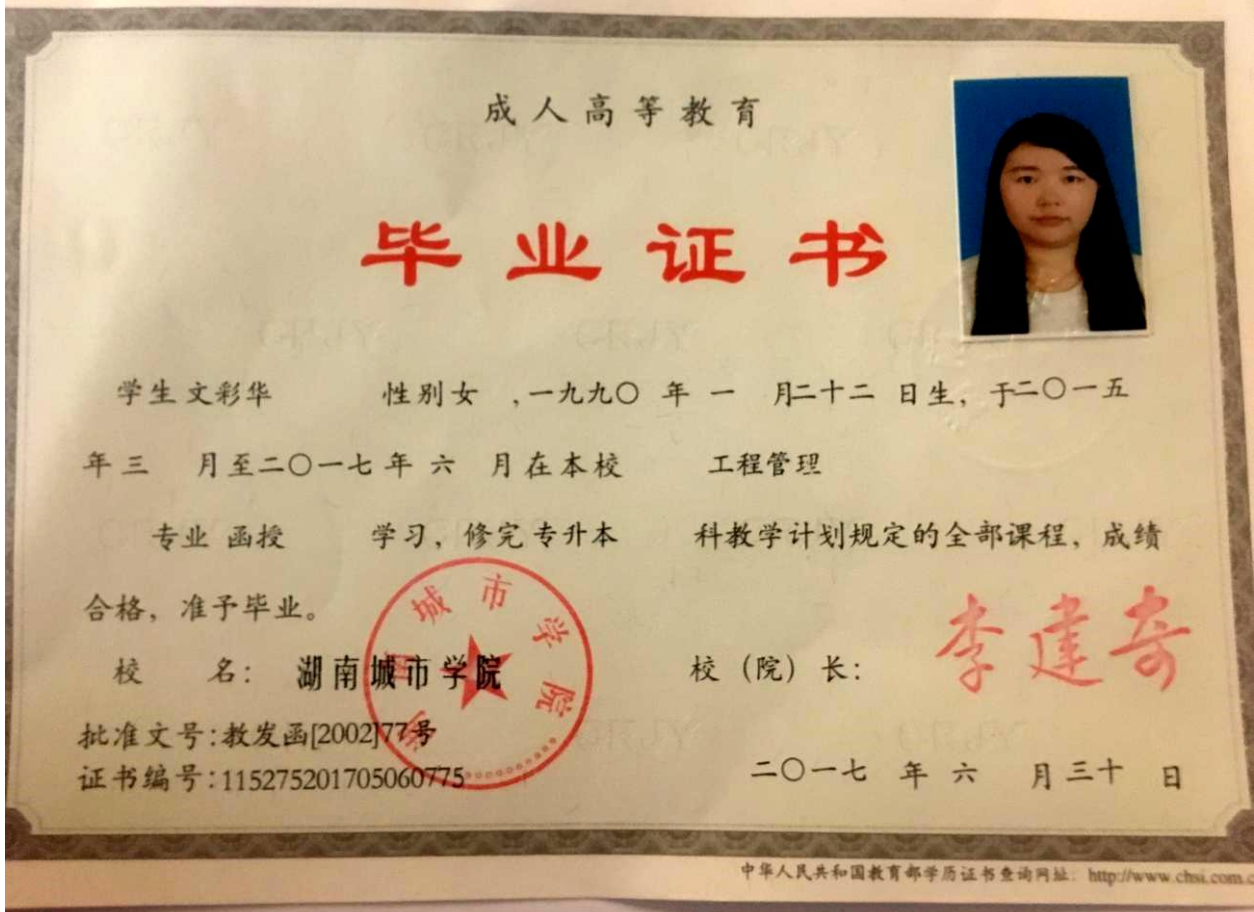 成人高等教育
毕业证书
学生 文彩华 性别 女 ,一九九〇 年 一 月二十二 日生，于二〇一五
年 三 月至二〇一七 年 六 月在本校 工程管理
专业 函授 学习，修完 专升本 科教学计划规定的全部课程，成绩
合格，准予毕业。
校 名： 湖南城市学院
校（院）长： 李建奇
城市学院
批准文号：教发函[2002]77号
证书编号：115275201705060775
二〇一七 年 六 月 三十 日
中华人民共和国教育部学历证书查询网址： http://www.chsi.com.c